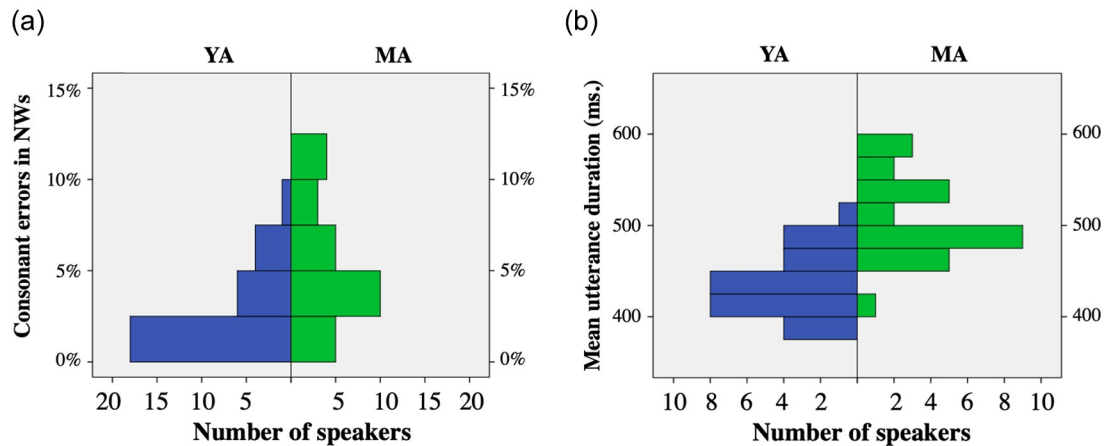 (a)
YA MA
Consonant errors in NWs
15% 15%
10% 10%
5% 5%
0% 0%
20 15 10 5 5 10 15 20
Number of speakers
(b)
YA MA
Mean utterance duration (ms.)
600 600
500 500
400 400
10 8 6 4 2 2 4 6 8 10
Number of speakers